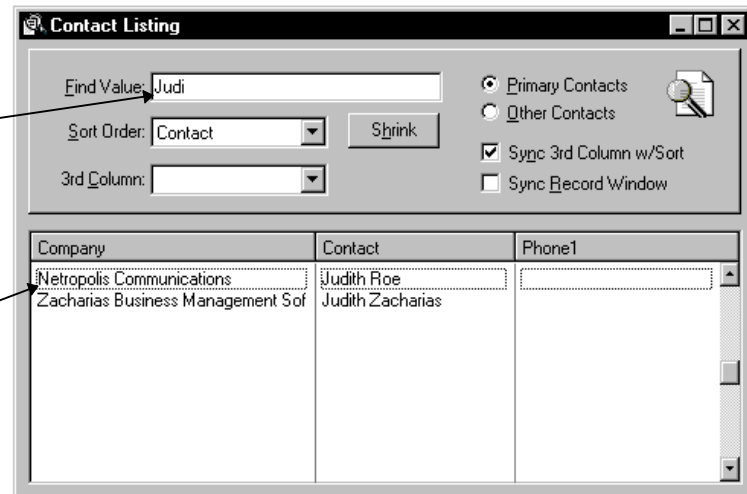 Contact Listing
Find Value: Judi
Primary Contacts
Other Contacts
Sort Order: Contact
Shrink
Sync 3rd Column w/Sort
3rd Column:
Sync Record Window
Company Contact Phone1
Netropolis Communications Judith Roe
Zacharias Business Management Sof Judith Zacharias